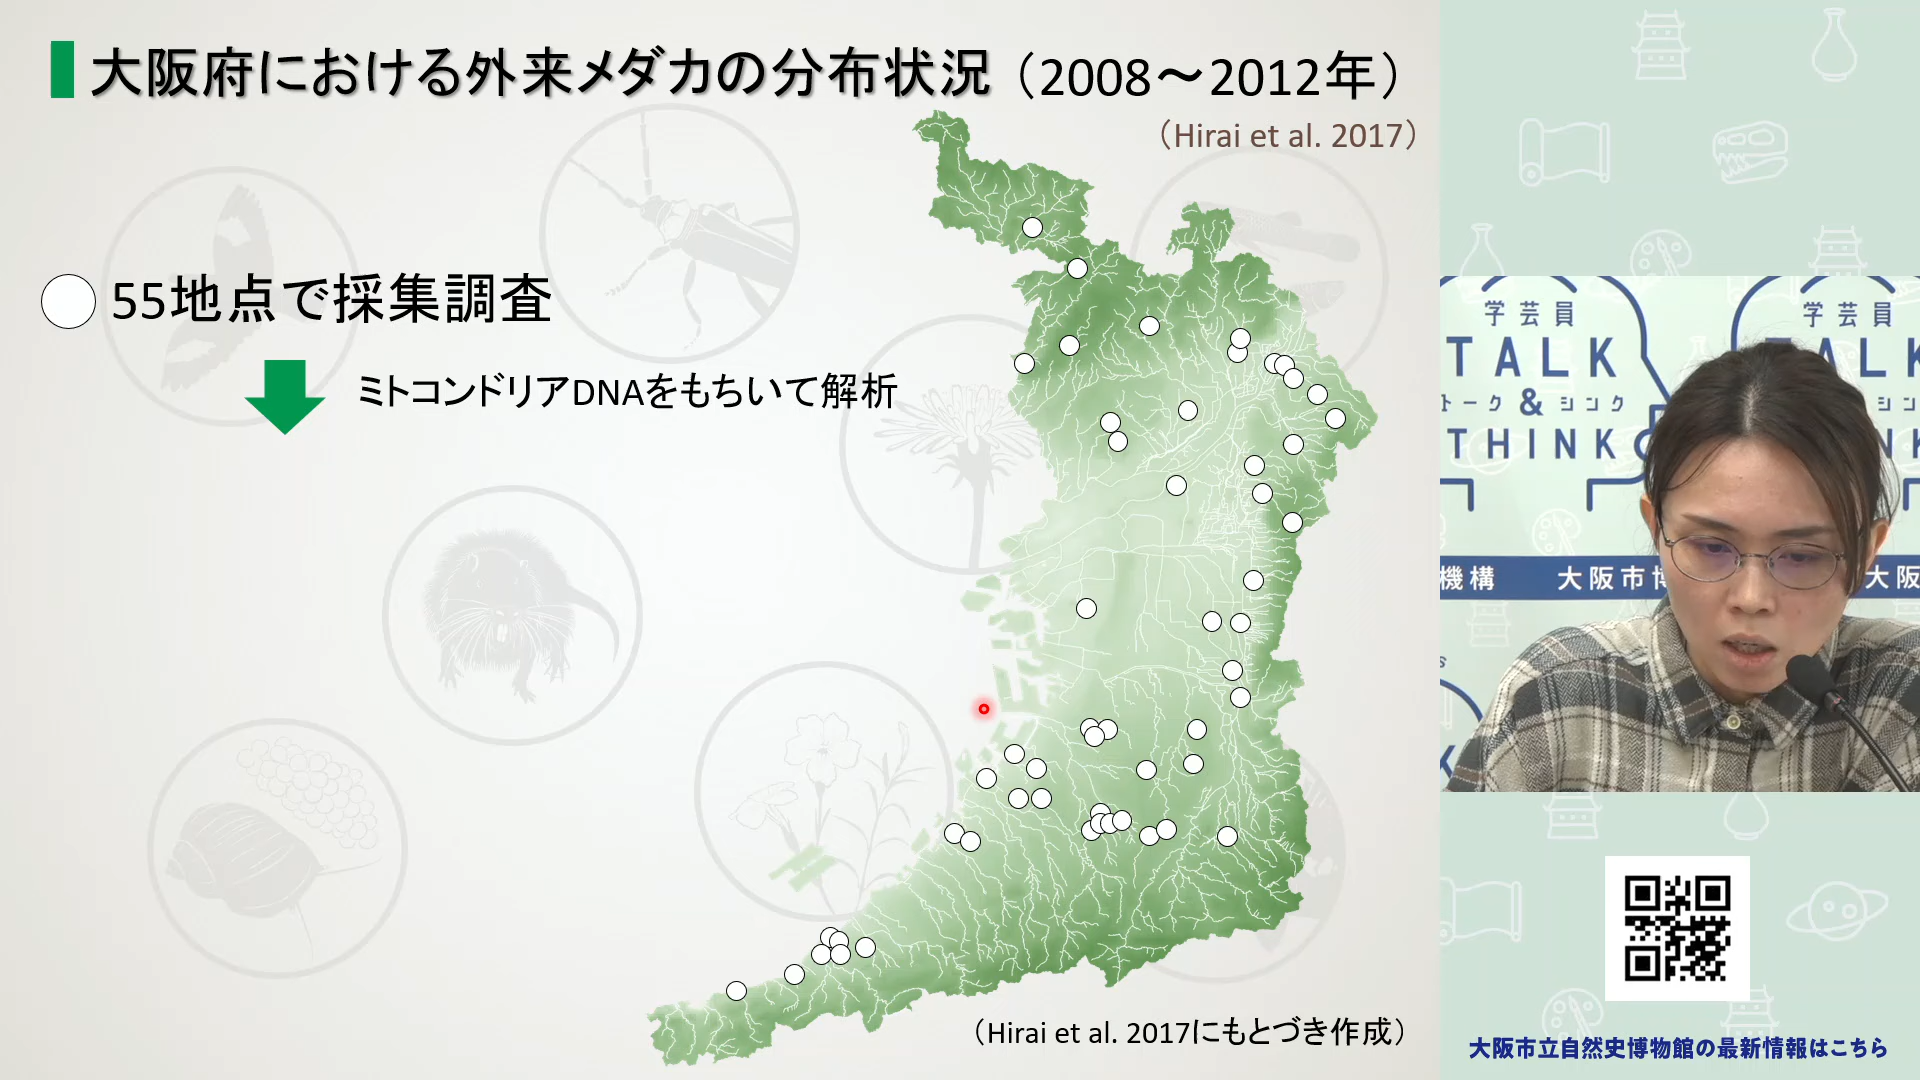 大阪府における外来メダカの分布状況（2008～2012年）
（Hirai et al. 2017）
55地点で採集調査
ミトコンドリアDNAをもちいて解析
（Hirai et al. 2017にもとづき作成）
学芸員
TALK
トーク & シンク
THINK
学芸員
TALK
シン
NK
機構
大阪市博
大阪
大阪市立自然史博物館の最新情報はこちら